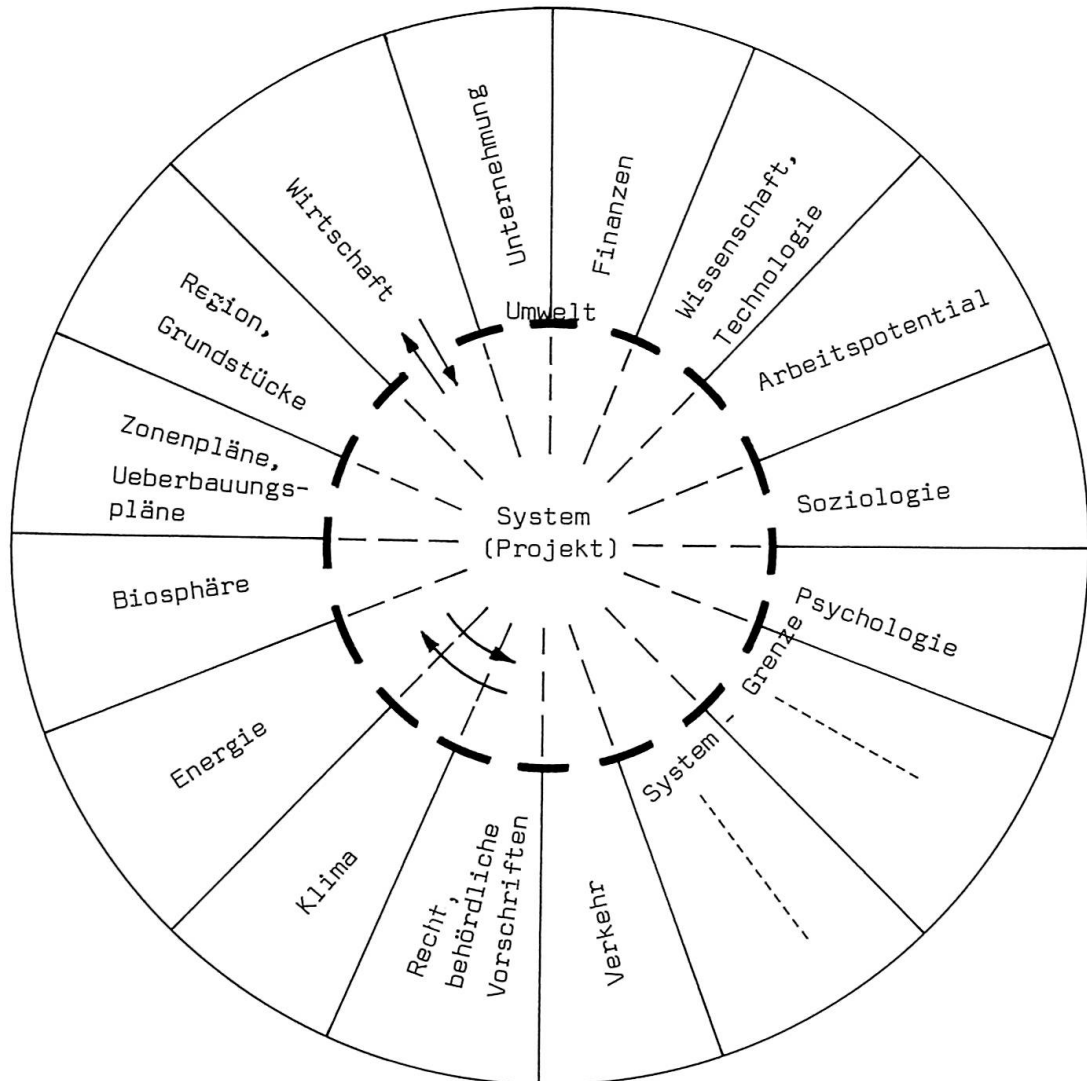 Unternehmung
Finanzen
Wissenschaft,
Technologie
Arbeitspotential
Soziologie
Psychologie
System - Grenze
Verkehr
Recht,
behördliche
Vorschriften
Klima
Energie
Biosphäre
Zonenpläne,
Ueberbauungs-
pläne
Region,
Grundstücke
Wirtschaft
Umwelt
System
(Projekt)